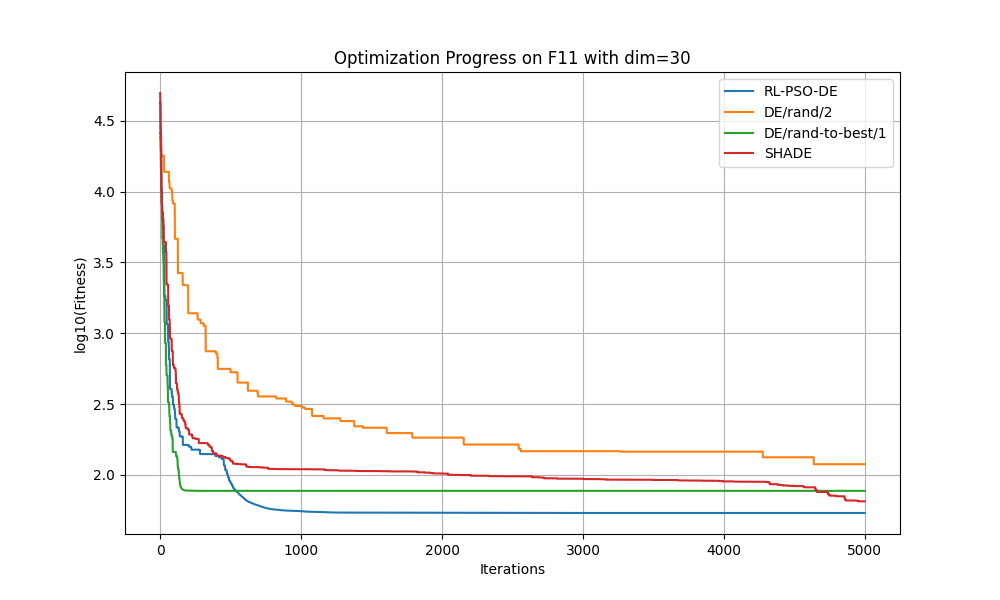 Optimization Progress on F11 with dim=30
RL-PSO-DE
DE/rand/2
DE/rand-to-best/1
SHADE
log10(Fitness)
4.5
4.0
3.5
3.0
2.5
2.0
0 1000 2000 3000 4000 5000
Iterations